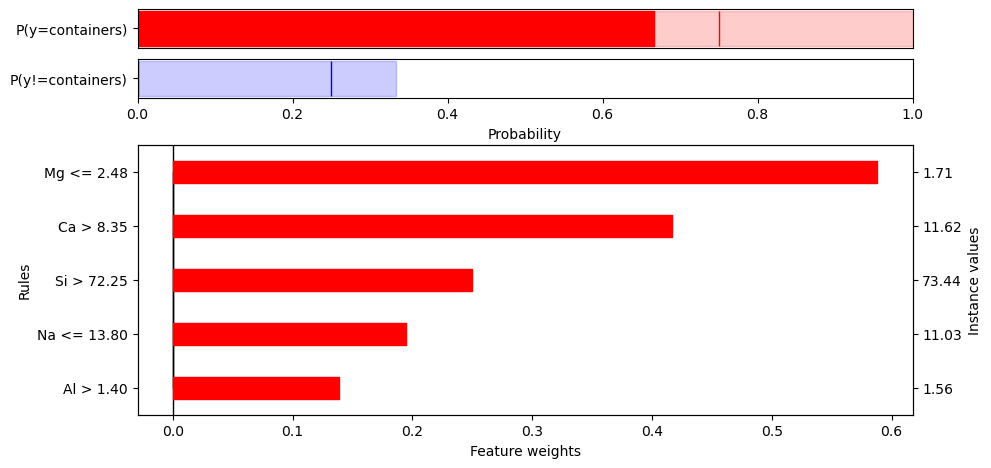 P(y=containers)
P(y!=containers)
0.0 0.2 0.4 0.6 0.8 1.0
Probability
Mg <= 2.48 1.71
Ca > 8.35 11.62
Si > 72.25 73.44
Na <= 13.80 11.03
Al > 1.40 1.56
Rules
Instance values
0.0 0.1 0.2 0.3 0.4 0.5 0.6
Feature weights